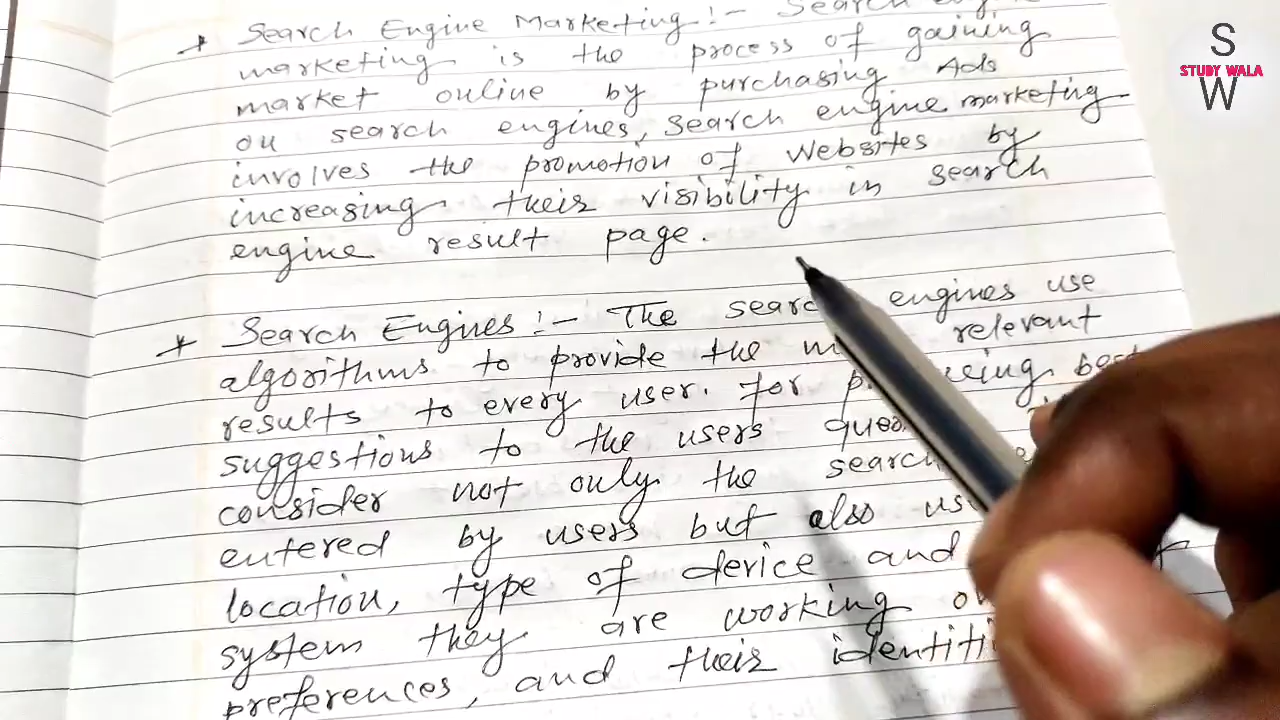 * Search Engine Marketing :- Search engine
marketing is the process of gaining
market online by purchasing Ads
on search engines, search engine marketing
involves the promotion of websites by
increasing their visibility in search
engine result page.
* Search Engines :- The search engines use
algorithms to provide the relevant
results to every user. For best
suggestions to the users
consider not only the search
entered by users but also
location, type of device and
system they are working
preferences, and their
S
STUDY WALA
W